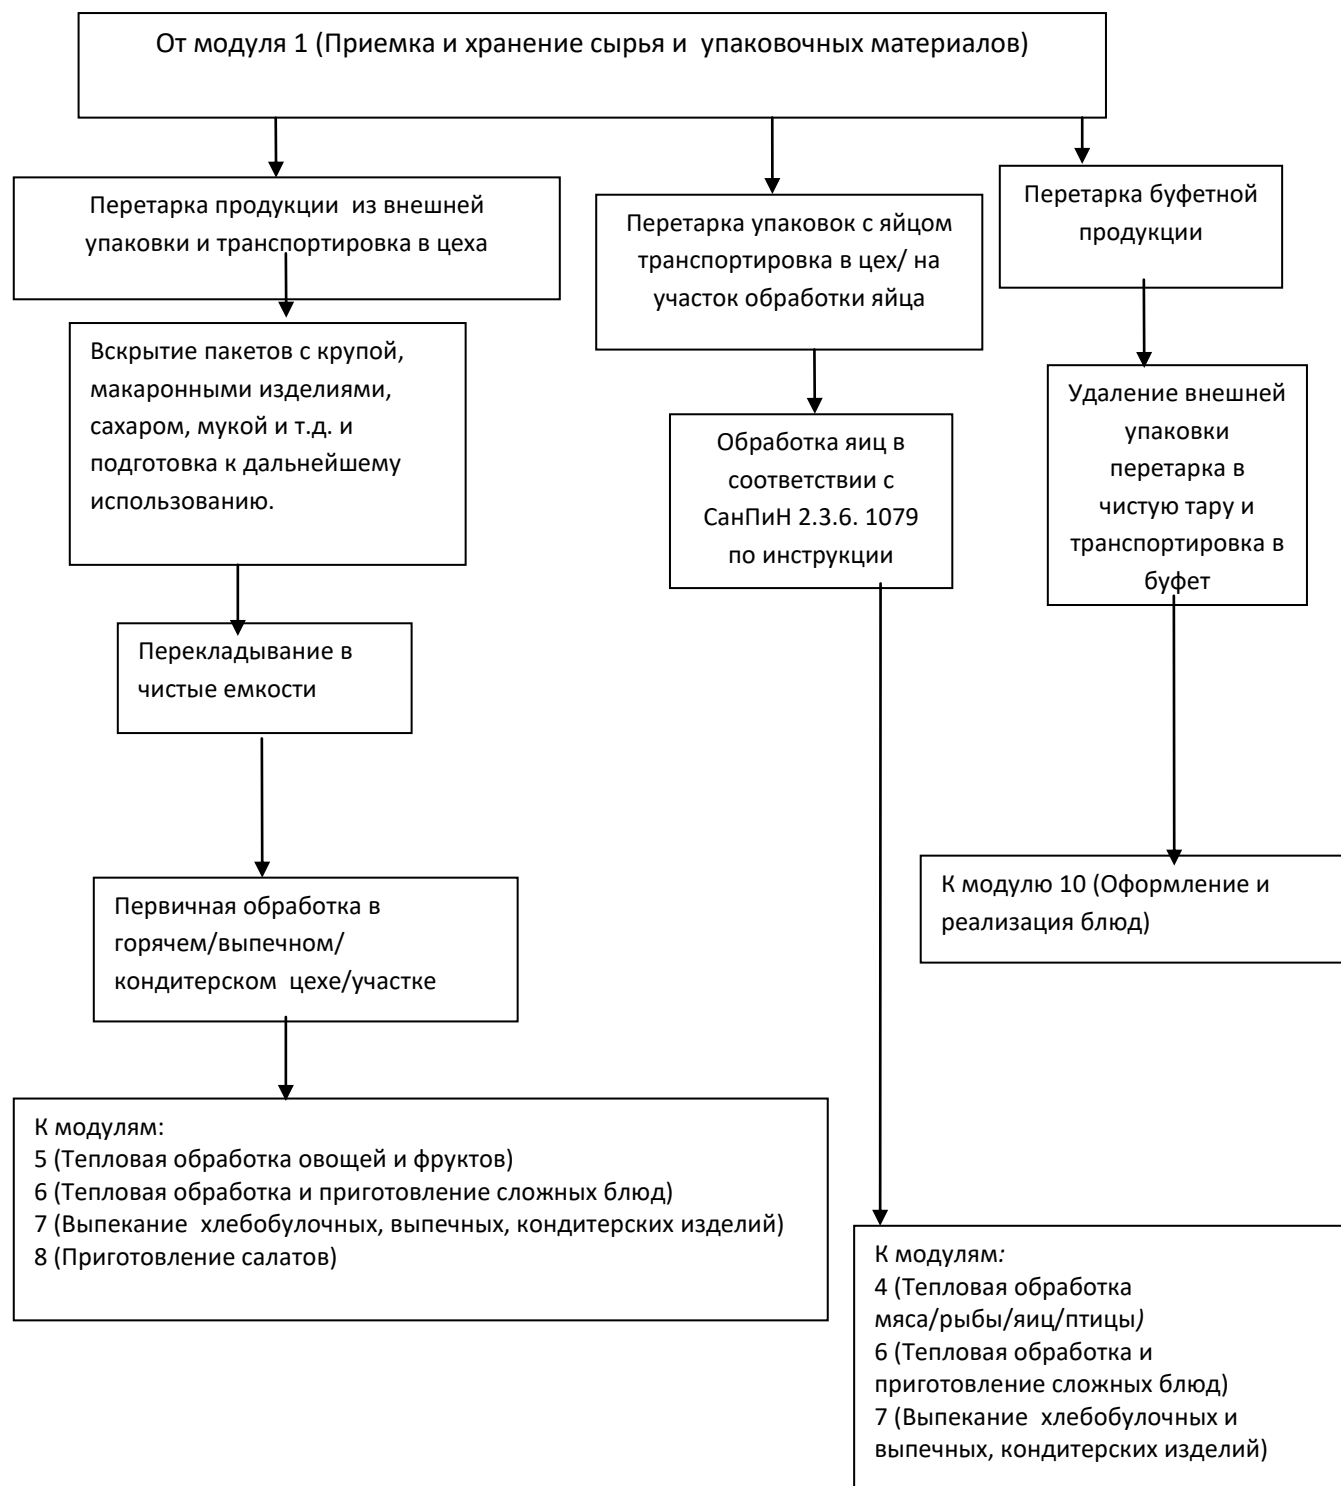 От модуля 1 (Приемка и хранение сырья и упаковочных материалов)
Перетарка продукции из внешней
упаковки и транспортировка в цеха
Перетарка упаковок с яйцом
транспортировка в цех/ на
участок обработки яйца
Перетарка буфетной
продукции
Вскрытие пакетов с крупой,
макаронными изделиями,
сахаром, мукой и т.д. и
подготовка к дальнейшему
использованию.
Обработка яиц в
соответствии с
СанПиН 2.3.6. 1079
по инструкции
Удаление внешней
упаковки
перетарка в
чистую тару и
транспортировка в
буфет
Перекладывание в
чистые емкости
Первичная обработка в
горячем/выпечном/
кондитерском цехе/участке
К модулю 10 (Оформление и
реализация блюд)
К модулям:
5 (Тепловая обработка овощей и фруктов)
6 (Тепловая обработка и приготовление сложных блюд)
7 (Выпекание хлебобулочных, выпечных, кондитерских изделий)
8 (Приготовление салатов)
К модулям:
4 (Тепловая обработка
мяса/рыбы/яиц/птицы)
6 (Тепловая обработка и
приготовление сложных блюд)
7 (Выпекание хлебобулочных и
выпечных, кондитерских изделий)